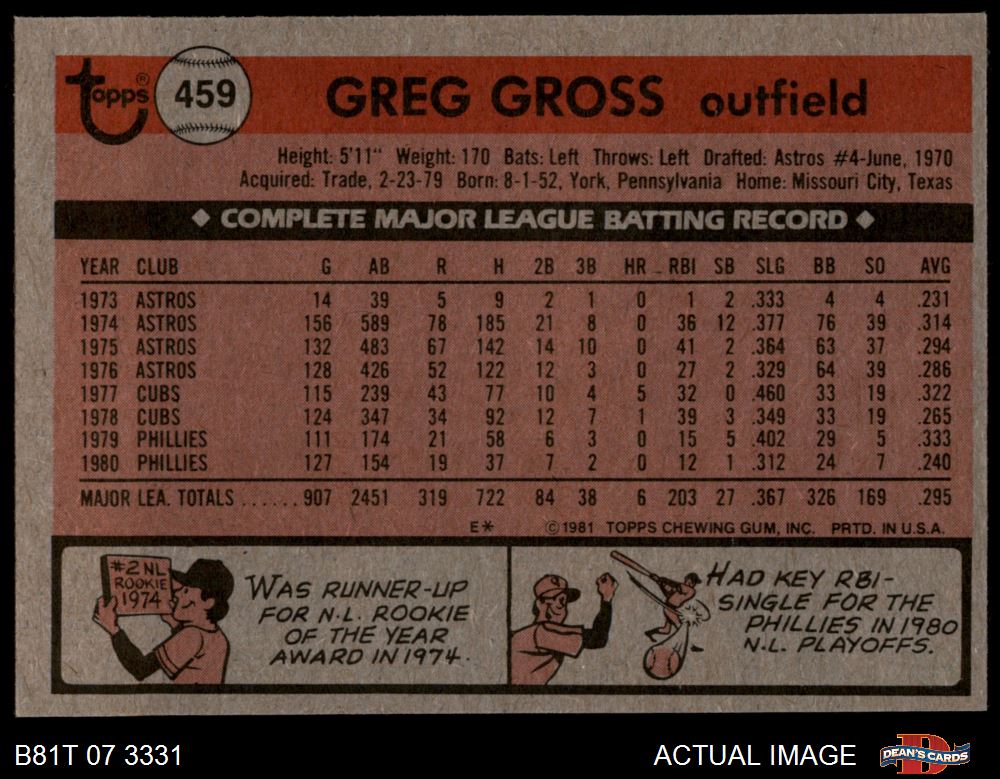 topps® 459 GREG GROSS outfield
Height: 5'11" Weight: 170 Bats: Left Throws: Left Drafted: Astros #4-June, 1970
Acquired: Trade, 2-23-79 Born: 8-1-52, York, Pennsylvania Home: Missouri City, Texas
◆ COMPLETE MAJOR LEAGUE BATTING RECORD ◆
YEAR CLUB G AB R H 2B 3B HR RBI SB SLG BB SO AVG
1973 ASTROS 14 39 5 9 2 1 0 1 2 .333 4 4 .231
1974 ASTROS 156 589 78 185 21 8 0 36 12 .377 76 39 .314
1975 ASTROS 132 483 67 142 14 10 0 41 2 .364 63 37 .294
1976 ASTROS 128 426 52 122 12 3 0 27 2 .329 64 39 .286
1977 CUBS 115 239 43 77 10 4 5 32 0 .460 33 19 .322
1978 CUBS 124 347 34 92 12 7 1 39 3 .349 33 19 .265
1979 PHILLIES 111 174 21 58 6 3 0 15 5 .402 29 5 .333
1980 PHILLIES 127 154 19 37 7 2 0 12 1 .312 24 7 .240
MAJOR LEA. TOTALS ...... 907 2451 319 722 84 38 6 203 27 .367 326 169 .295
E* ©1981 TOPPS CHEWING GUM, INC. PRTD. IN U.S.A.
#2 NL
ROOKIE
1974
WAS RUNNER-UP
FOR N.L. ROOKIE
OF THE YEAR
AWARD IN 1974.
HAD KEY RBI-
SINGLE FOR THE
PHILLIES IN 1980
N.L. PLAYOFFS.
B81T 07 3331 ACTUAL IMAGE DEAN'S CARDS